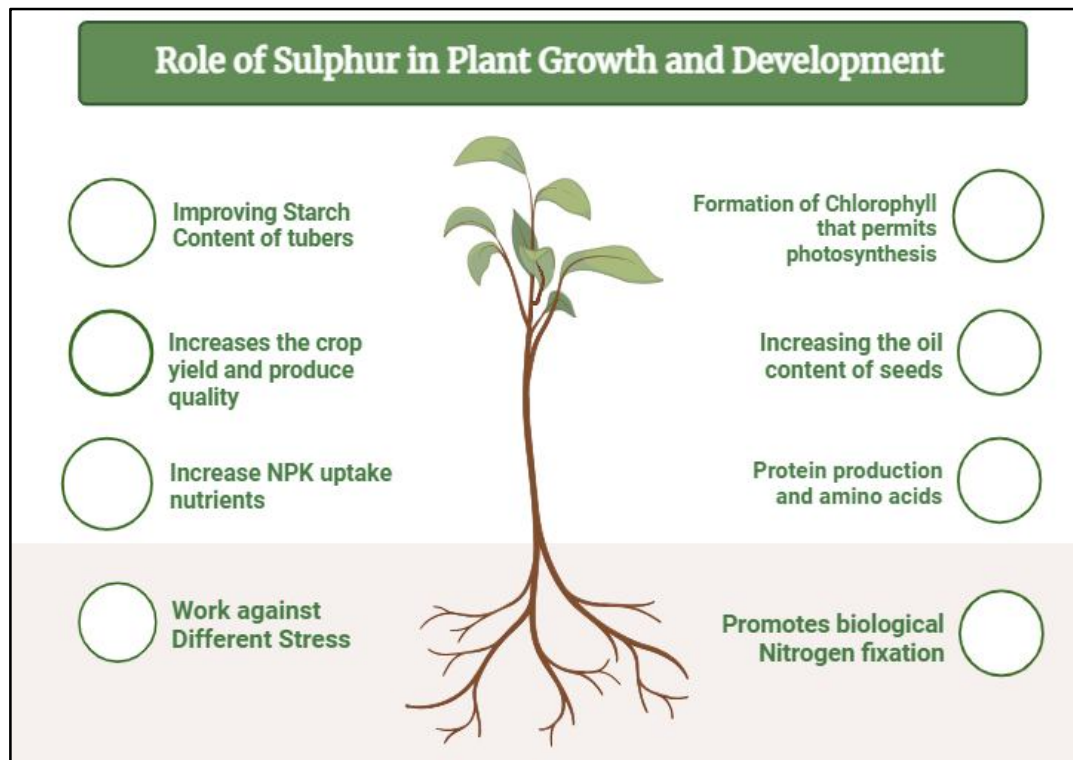 Role of Sulphur in Plant Growth and Development
Improving Starch
Content of tubers
Increases the crop
yield and produce
quality
Increase NPK uptake
nutrients
Work against
Different Stress
Formation of Chlorophyll
that permits
photosynthesis
Increasing the oil
content of seeds
Protein production
and amino acids
Promotes biological
Nitrogen fixation